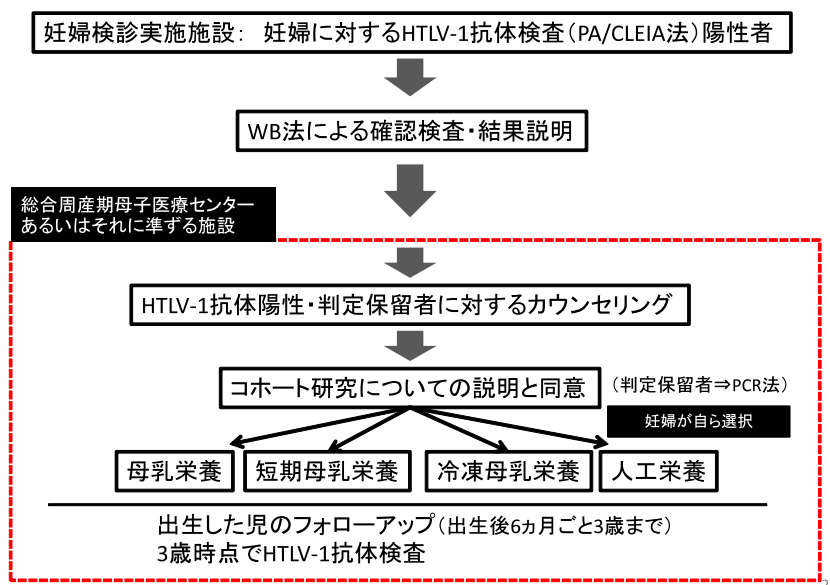 妊婦検診実施施設： 妊婦に対するHTLV-1抗体検査（PA/CLEIA法）陽性者
WB法による確認検査・結果説明
総合周産期母子医療センター
あるいはそれに準ずる施設
HTLV-1抗体陽性・判定保留者に対するカウンセリング
コホート研究についての説明と同意
（判定保留者⇒PCR法）
妊婦が自ら選択
母乳栄養
短期母乳栄養
冷凍母乳栄養
人工栄養
出生した児のフォローアップ（出生後6ヵ月ごと3歳まで）
3歳時点でHTLV-1抗体検査